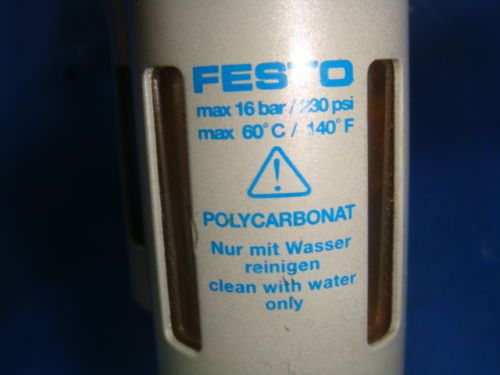 FESTO
max 16 bar / 230 psi
max 60°C / 140°F
!
POLYCARBONAT
Nur mit Wasser
reinigen
clean with water
only